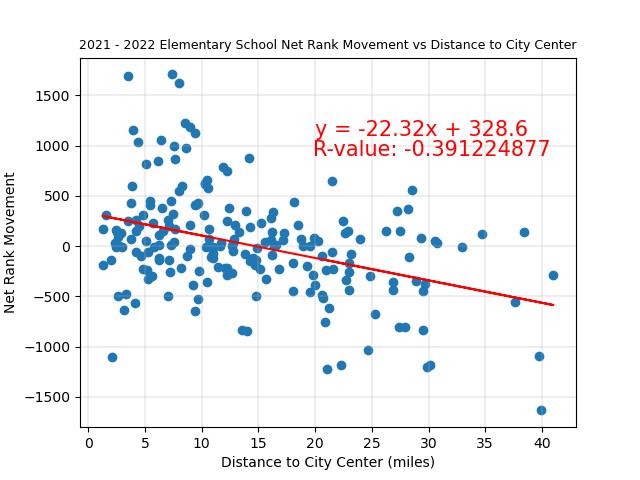 2021 - 2022 Elementary School Net Rank Movement vs Distance to City Center
y = -22.32x + 328.6
R-value: -0.391224877
Net Rank Movement
1500
1000
500
0
−500
−1000
−1500
0 5 10 15 20 25 30 35 40
Distance to City Center (miles)